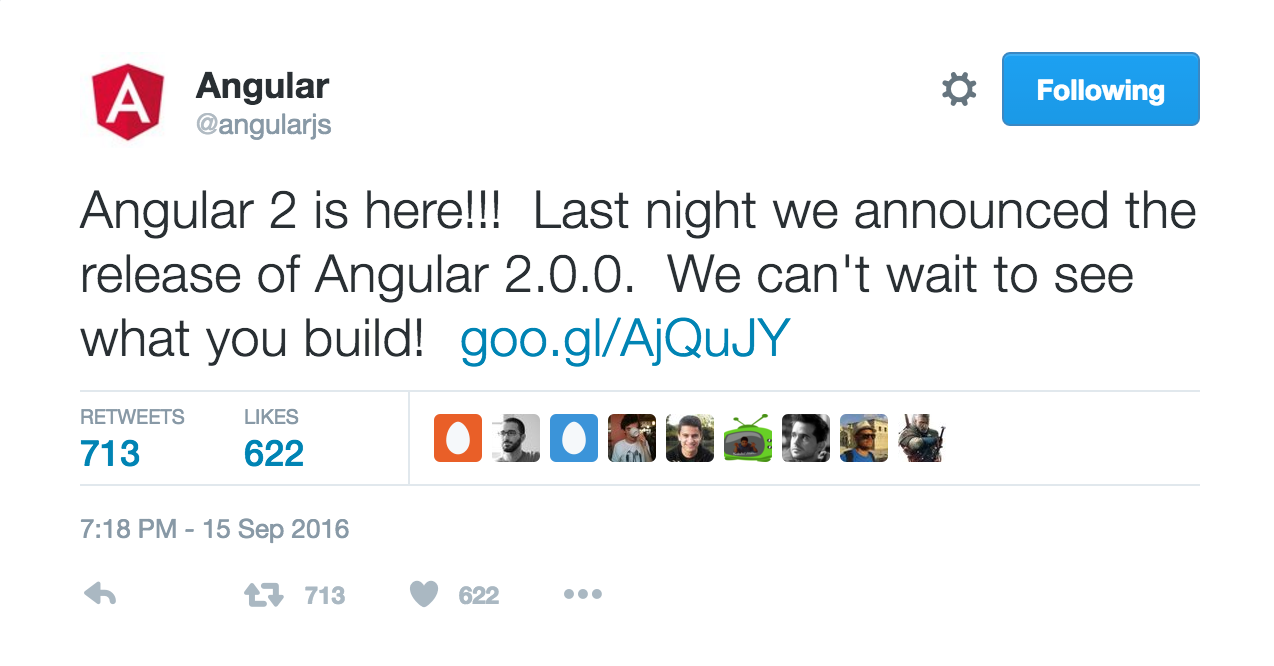 Angular
@angularjs
Following
Angular 2 is here!!!  Last night we announced the
release of Angular 2.0.0.  We can't wait to see
what you build!  goo.gl/AjQuJY
RETWEETS LIKES
713 622
7:18 PM - 15 Sep 2016
713 622